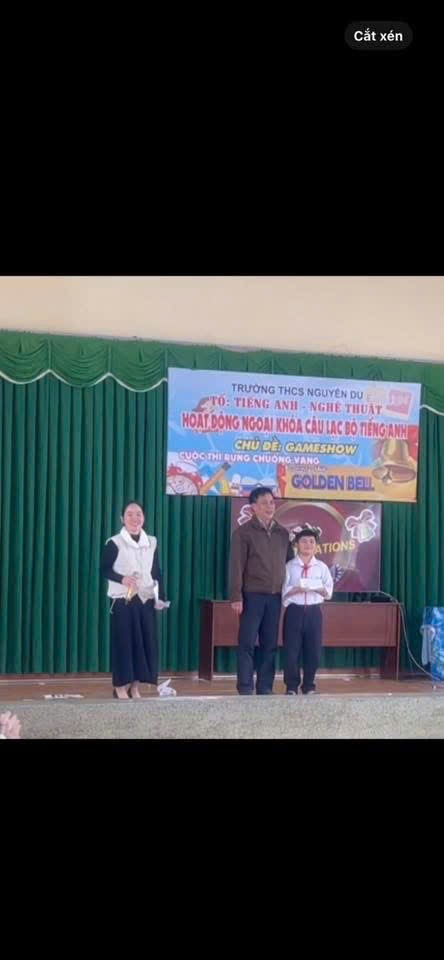 Cắt xén
TRƯỜNG THCS NGUYỄN DU
TỔ: TIẾNG ANH - NGHỆ THUẬT
HOẠT ĐỘNG NGOẠI KHÓA CÂU LẠC BỘ TIẾNG ANH
CHỦ ĐỀ: GAMESHOW
CUỘC THI RUNG CHUÔNG VÀNG
GOLDEN BELL